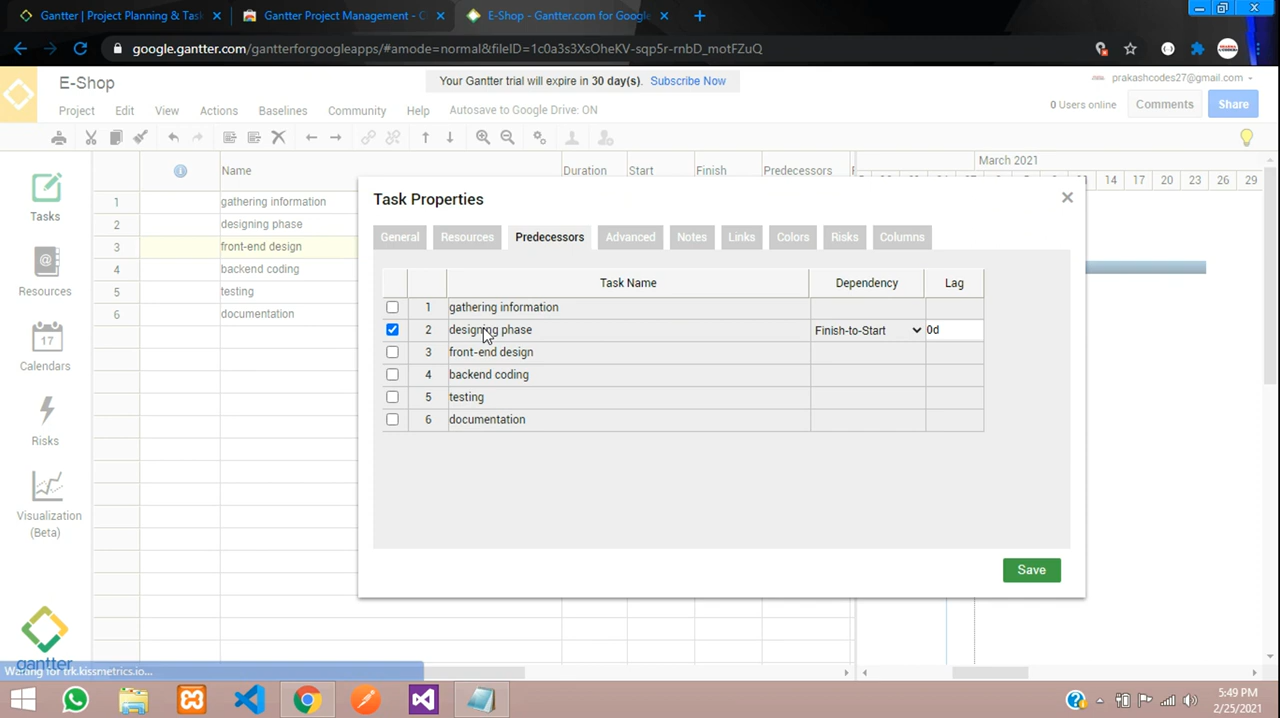 Gantter | Project Planning & Task
Gantter Project Management - C
E-Shop - Gantter.com for Google
google.gantter.com/gantterforgoogleapps/#amode=normal&fileID=1c0a3s3XsOheKV-sqp5r-rnbD_motFZuQ
E-Shop
Your Gantter trial will expire in 30 day(s). Subscribe Now
prakashcodes27@gmail.com
Project Edit View Actions Baselines Community Help Autosave to Google Drive: ON
0 Users online Comments Share
Name Duration Start Finish Predecessors
March 2021
14 17 20 23 26 29
Tasks
Resources
Calendars
17
Risks
Visualization
(Beta)
gantter
1 gathering information
2 designing phase
3 front-end design
4 backend coding
5 testing
6 documentation
Task Properties
General Resources Predecessors Advanced Notes Links Colors Risks Columns
Task Name Dependency Lag
1 gathering information
2 designing phase Finish-to-Start 0d
3 front-end design
4 backend coding
5 testing
6 documentation
Save
Waiting for trk.kissmetrics.io...
5:49 PM
2/25/2021